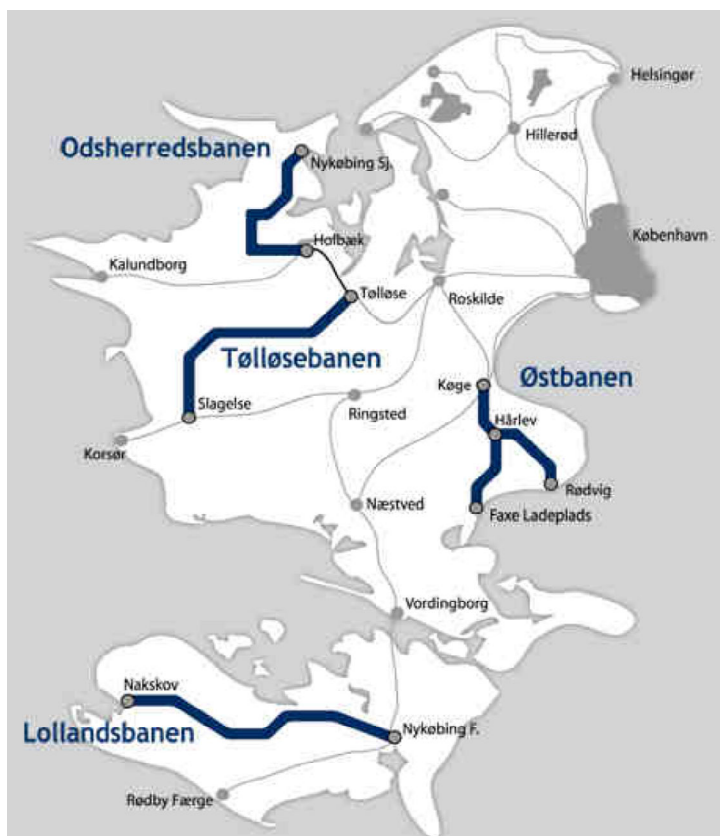 Helsingør
Hillerød
Odsherredsbanen
Nykøbing Sj.
København
Holbæk
Kalundborg
Tølløse
Roskilde
Tølløsebanen
Østbanen
Køge
Slagelse
Ringsted
Hårlev
Korsør
Rødvig
Næstved
Faxe Ladeplads
Vordingborg
Nakskov
Lollandsbanen
Nykøbing F.
Rødby Færge